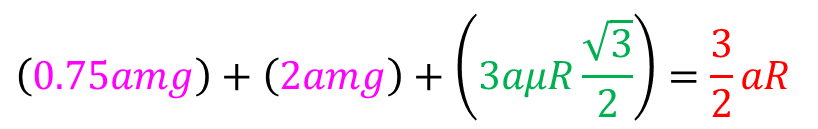 (0.75amg) + (2amg) + (3aμR √3/2) = 3/2 aR